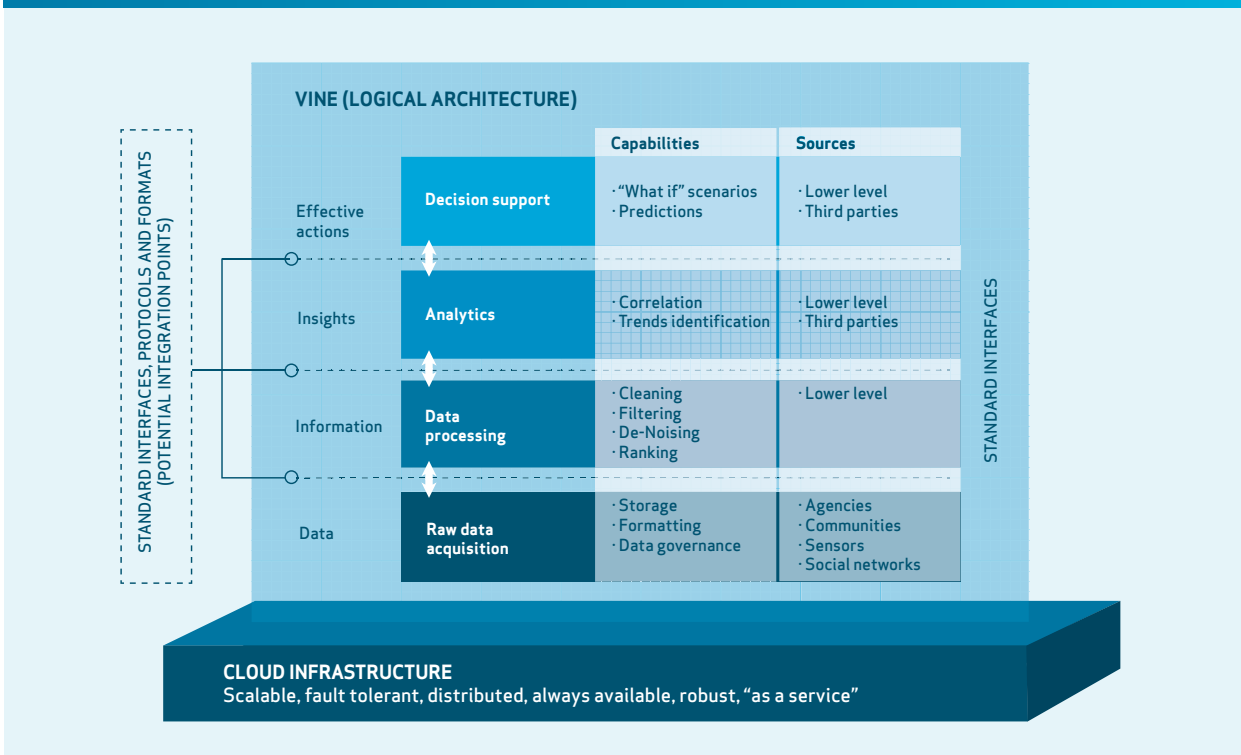 VINE (LOGICAL ARCHITECTURE)
STANDARD INTERFACES, PROTOCOLS AND FORMATS
(POTENTIAL INTEGRATION POINTS)
Capabilities
Sources
Effective
actions
Decision support
· “What if” scenarios
· Predictions
· Lower level
· Third parties
Insights
Analytics
· Correlation
· Trends identification
· Lower level
· Third parties
Information
Data
processing
· Cleaning
· Filtering
· De-Noising
· Ranking
· Lower level
Data
Raw data
acquisition
· Storage
· Formatting
· Data governance
· Agencies
· Communities
· Sensors
· Social networks
STANDARD INTERFACES
CLOUD INFRASTRUCTURE
Scalable, fault tolerant, distributed, always available, robust, “as a service”